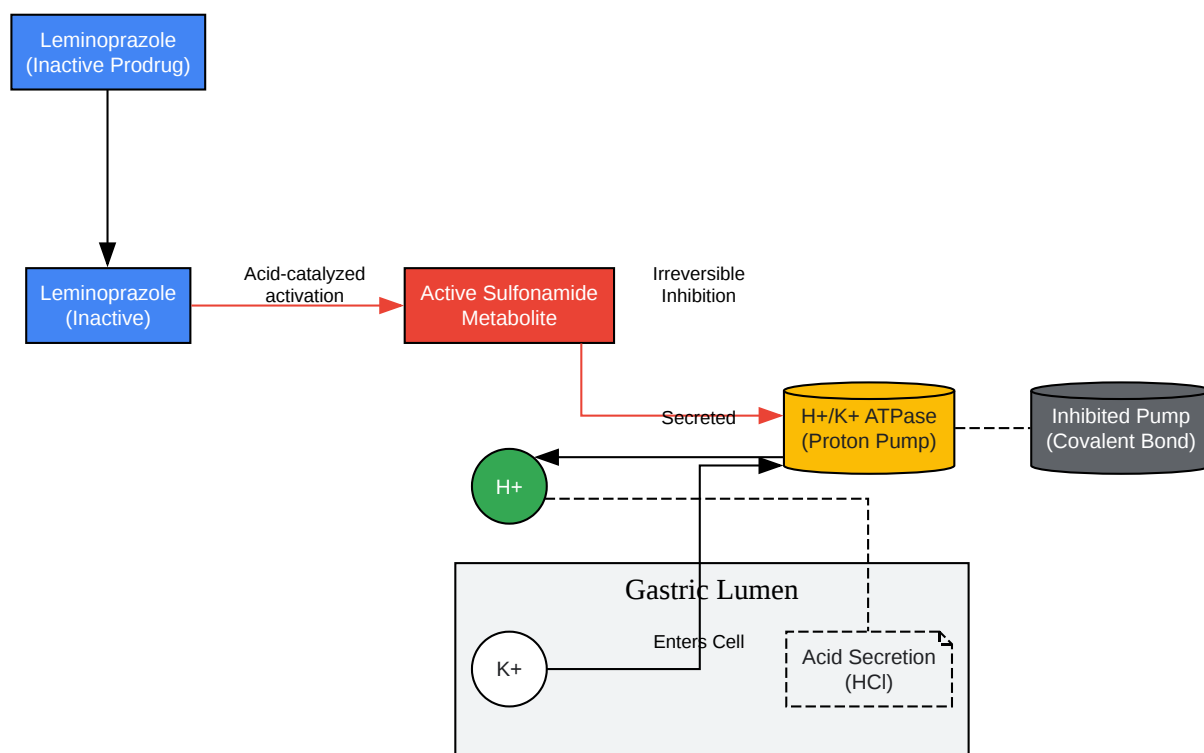 Leminoprazole
(Inactive Prodrug)
Leminoprazole
(Inactive)
Acid-catalyzed
activation
Active Sulfonamide
Metabolite
Irreversible
Inhibition
Secreted
H+/K+ ATPase
(Proton Pump)
Inhibited Pump
(Covalent Bond)
H+
Gastric Lumen
K+
Enters Cell
Acid Secretion
(HCl)